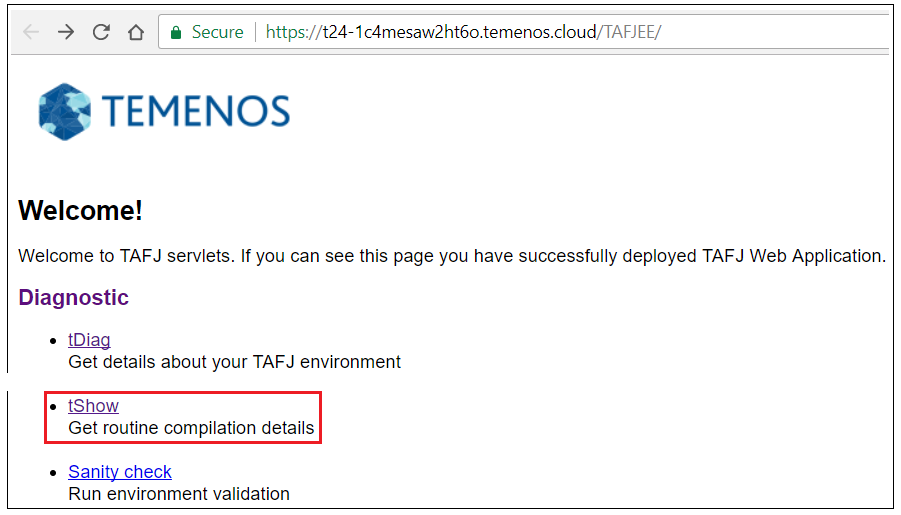 Secure https://t24-1c4mesaw2ht6o.temenos.cloud/TAFJEE/
TEMENOS
Welcome!
Welcome to TAFJ servlets. If you can see this page you have successfully deployed TAFJ Web Application.
Diagnostic
tDiag
Get details about your TAFJ environment
tShow
Get routine compilation details
Sanity check
Run environment validation